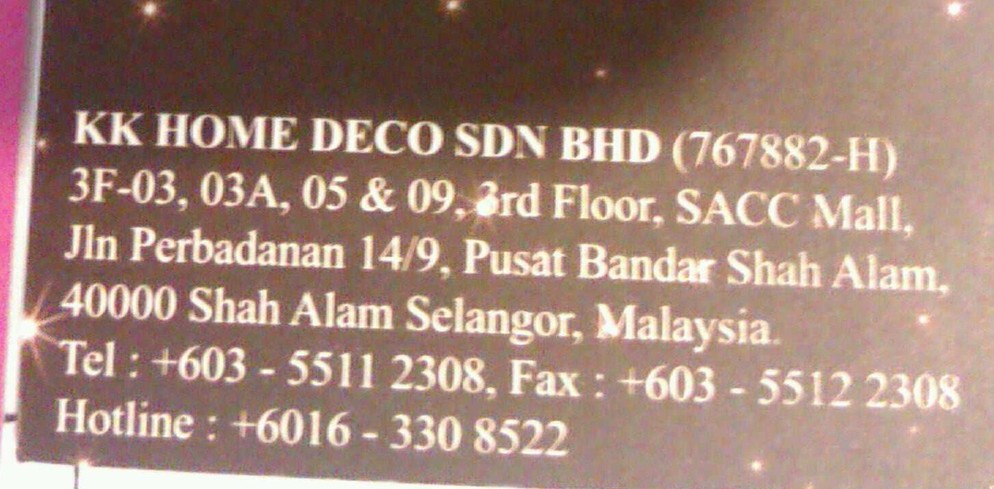 KK HOME DECO SDN BHD (767882-H)
3F-03, 03A, 05 & 09, 3rd Floor, SACC Mall,
Jln Perbadanan 14/9, Pusat Bandar Shah Alam,
40000 Shah Alam Selangor, Malaysia.
Tel : +603 - 5511 2308, Fax : +603 - 5512 2308
Hotline : +6016 - 330 8522